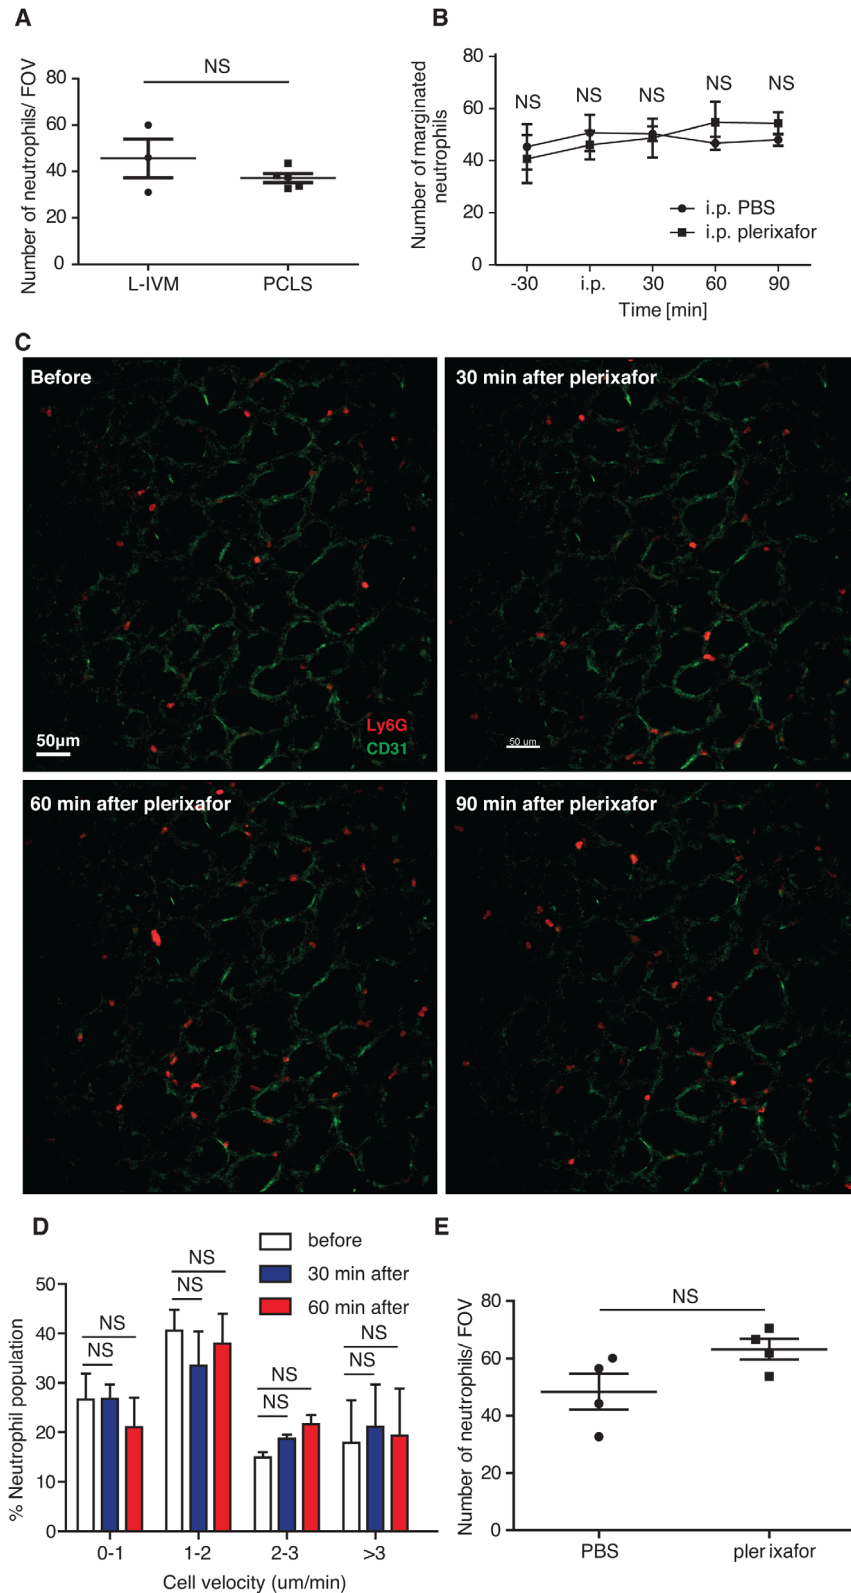 A
NS
80
60
40
20
0
Number of neutrophils/ FOV
L-IVM
PCLS
B
80
60
40
20
0
Number of marginated
neutrophils
NS
NS
NS
NS
NS
i.p. PBS
i.p. plerixafor
-30
i.p.
30
60
90
Time [min]
C
Before
50µm
Ly6G
CD31
30 min after plerixafor
50 um
60 min after plerixafor
90 min after plerixafor
D
before
30 min after
60 min after
50
40
30
20
10
0
% Neutrophil population
NS
NS
NS
NS
NS
NS
NS
NS
0-1
1-2
2-3
>3
Cell velocity (um/min)
E
NS
80
60
40
20
0
Number of neutrophils/ FOV
PBS
plerixafor